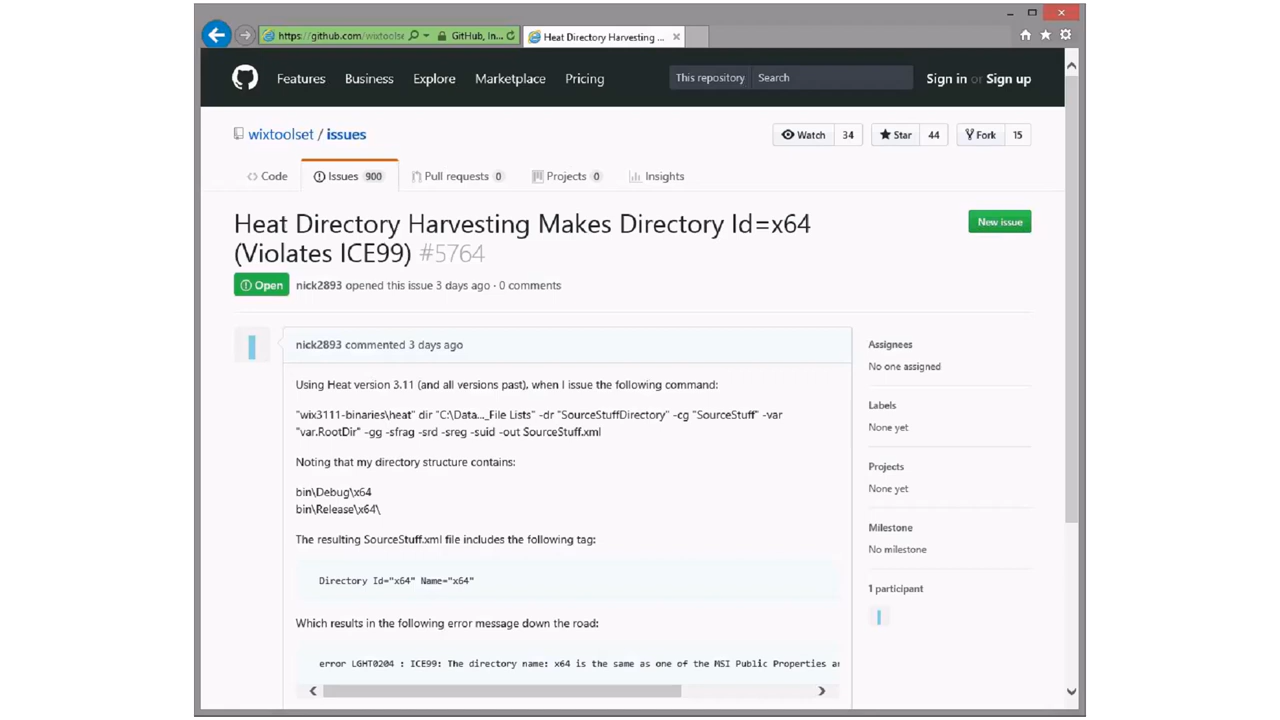 https://github.com/wixtoolse
GitHub, In...
Heat Directory Harvesting ...
Features Business Explore Marketplace Pricing
This repository Search
Sign in or Sign up
wixtoolset / issues
Watch 34 Star 44 Fork 15
Code Issues 900 Pull requests 0 Projects 0 Insights
Heat Directory Harvesting Makes Directory Id=x64
(Violates ICE99) #5764
New issue
Open nick2893 opened this issue 3 days ago · 0 comments
nick2893 commented 3 days ago
Using Heat version 3.11 (and all versions past), when I issue the following command:
"wix3111-binaries\heat" dir "C:\Data..._File Lists" -dr "SourceStuffDirectory" -cg "SourceStuff" -var
"var.RootDir" -gg -sfrag -srd -sreg -suid -out SourceStuff.xml
Noting that my directory structure contains:
bin\Debug\x64
bin\Release\x64\
The resulting SourceStuff.xml file includes the following tag:
Directory Id="x64" Name="x64"
Which results in the following error message down the road:
error LGHT0204 : ICE99: The directory name: x64 is the same as one of the MSI Public Properties
Assignees
No one assigned
Labels
None yet
Projects
None yet
Milestone
No milestone
1 participant